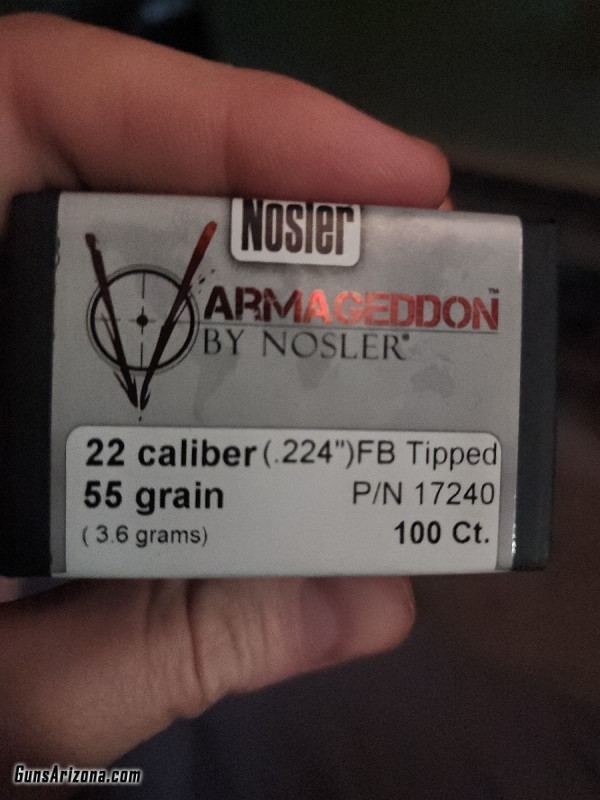 Nosler
VARMAGEDDON™
BY NOSLER®
22 caliber (.224") FB Tipped
55 grain P/N 17240
( 3.6 grams) 100 Ct.
GunsArizona.com